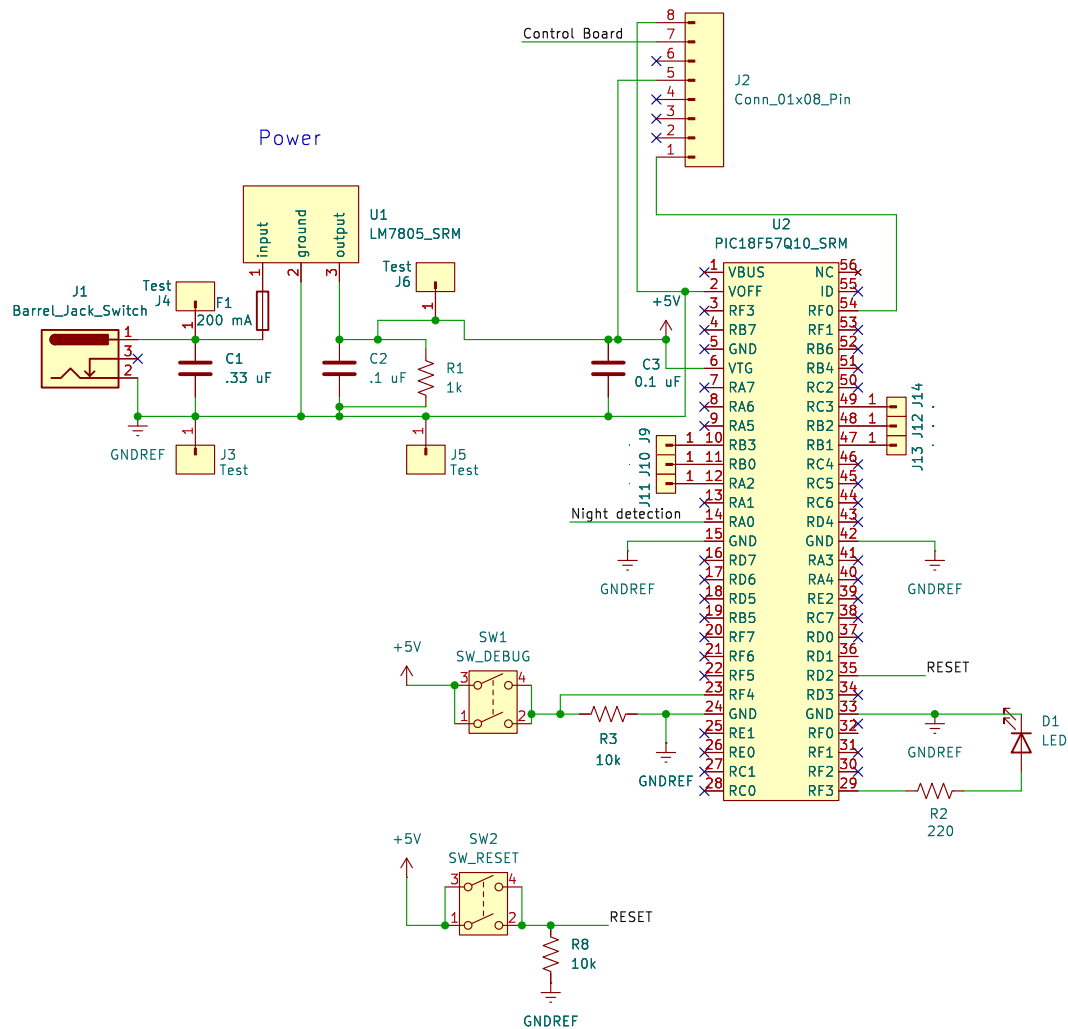 8
Control Board
7
6
5
4
3
2
1
J2
Conn_01x08_Pin
Power
U1
LM7805_SRM
input
ground
output
1
2
3
Test
J6
1
Test
J4
1
F1
200 mA
J1
Barrel_Jack_Switch
1
3
2
C1
.33 uF
C2
.1 uF
R1
1k
C3
0.1 uF
+5V
GNDREF
1
J3
Test
1
J5
Test
U2
PIC18F57Q10_SRM
1 VBUS NC 56
2 VOFF ID 55
3 RF3 RF0 54
4 RB7 RF1 53
5 GND RB6 52
6 VTG RB4 51
7 RA7 RC2 50
8 RA6 RC3 49 1 J14
9 RA5 RB2 48 1 J12
J9 1 10 RB3 RB1 47 1 J13
J10 1 11 RB0 RC4 46
J11 1 12 RA2 RC5 45
13 RA1 RC6 44
Night detection 14 RA0 RD4 43
15 GND GND 42
16 RD7 RA3 41
GNDREF
GNDREF
17 RD6 RA4 40
18 RD5 RE2 39
19 RB5 RC7 38
20 RF7 RD0 37
21 RF6 RD1 36
22 RF5 RD2 35 RESET
23 RF4 RD3 34
24 GND GND 33
25 RE1 RF0 32
26 RE0 RF1 31
27 RC1 RF2 30
28 RC0 RF3 29
SW1
SW_DEBUG
+5V
3 4
1 2
R3
10k
GNDREF
GNDREF
D1
LED
R2
220
SW2
SW_RESET
+5V
3 4
1 2
RESET
R8
10k
GNDREF